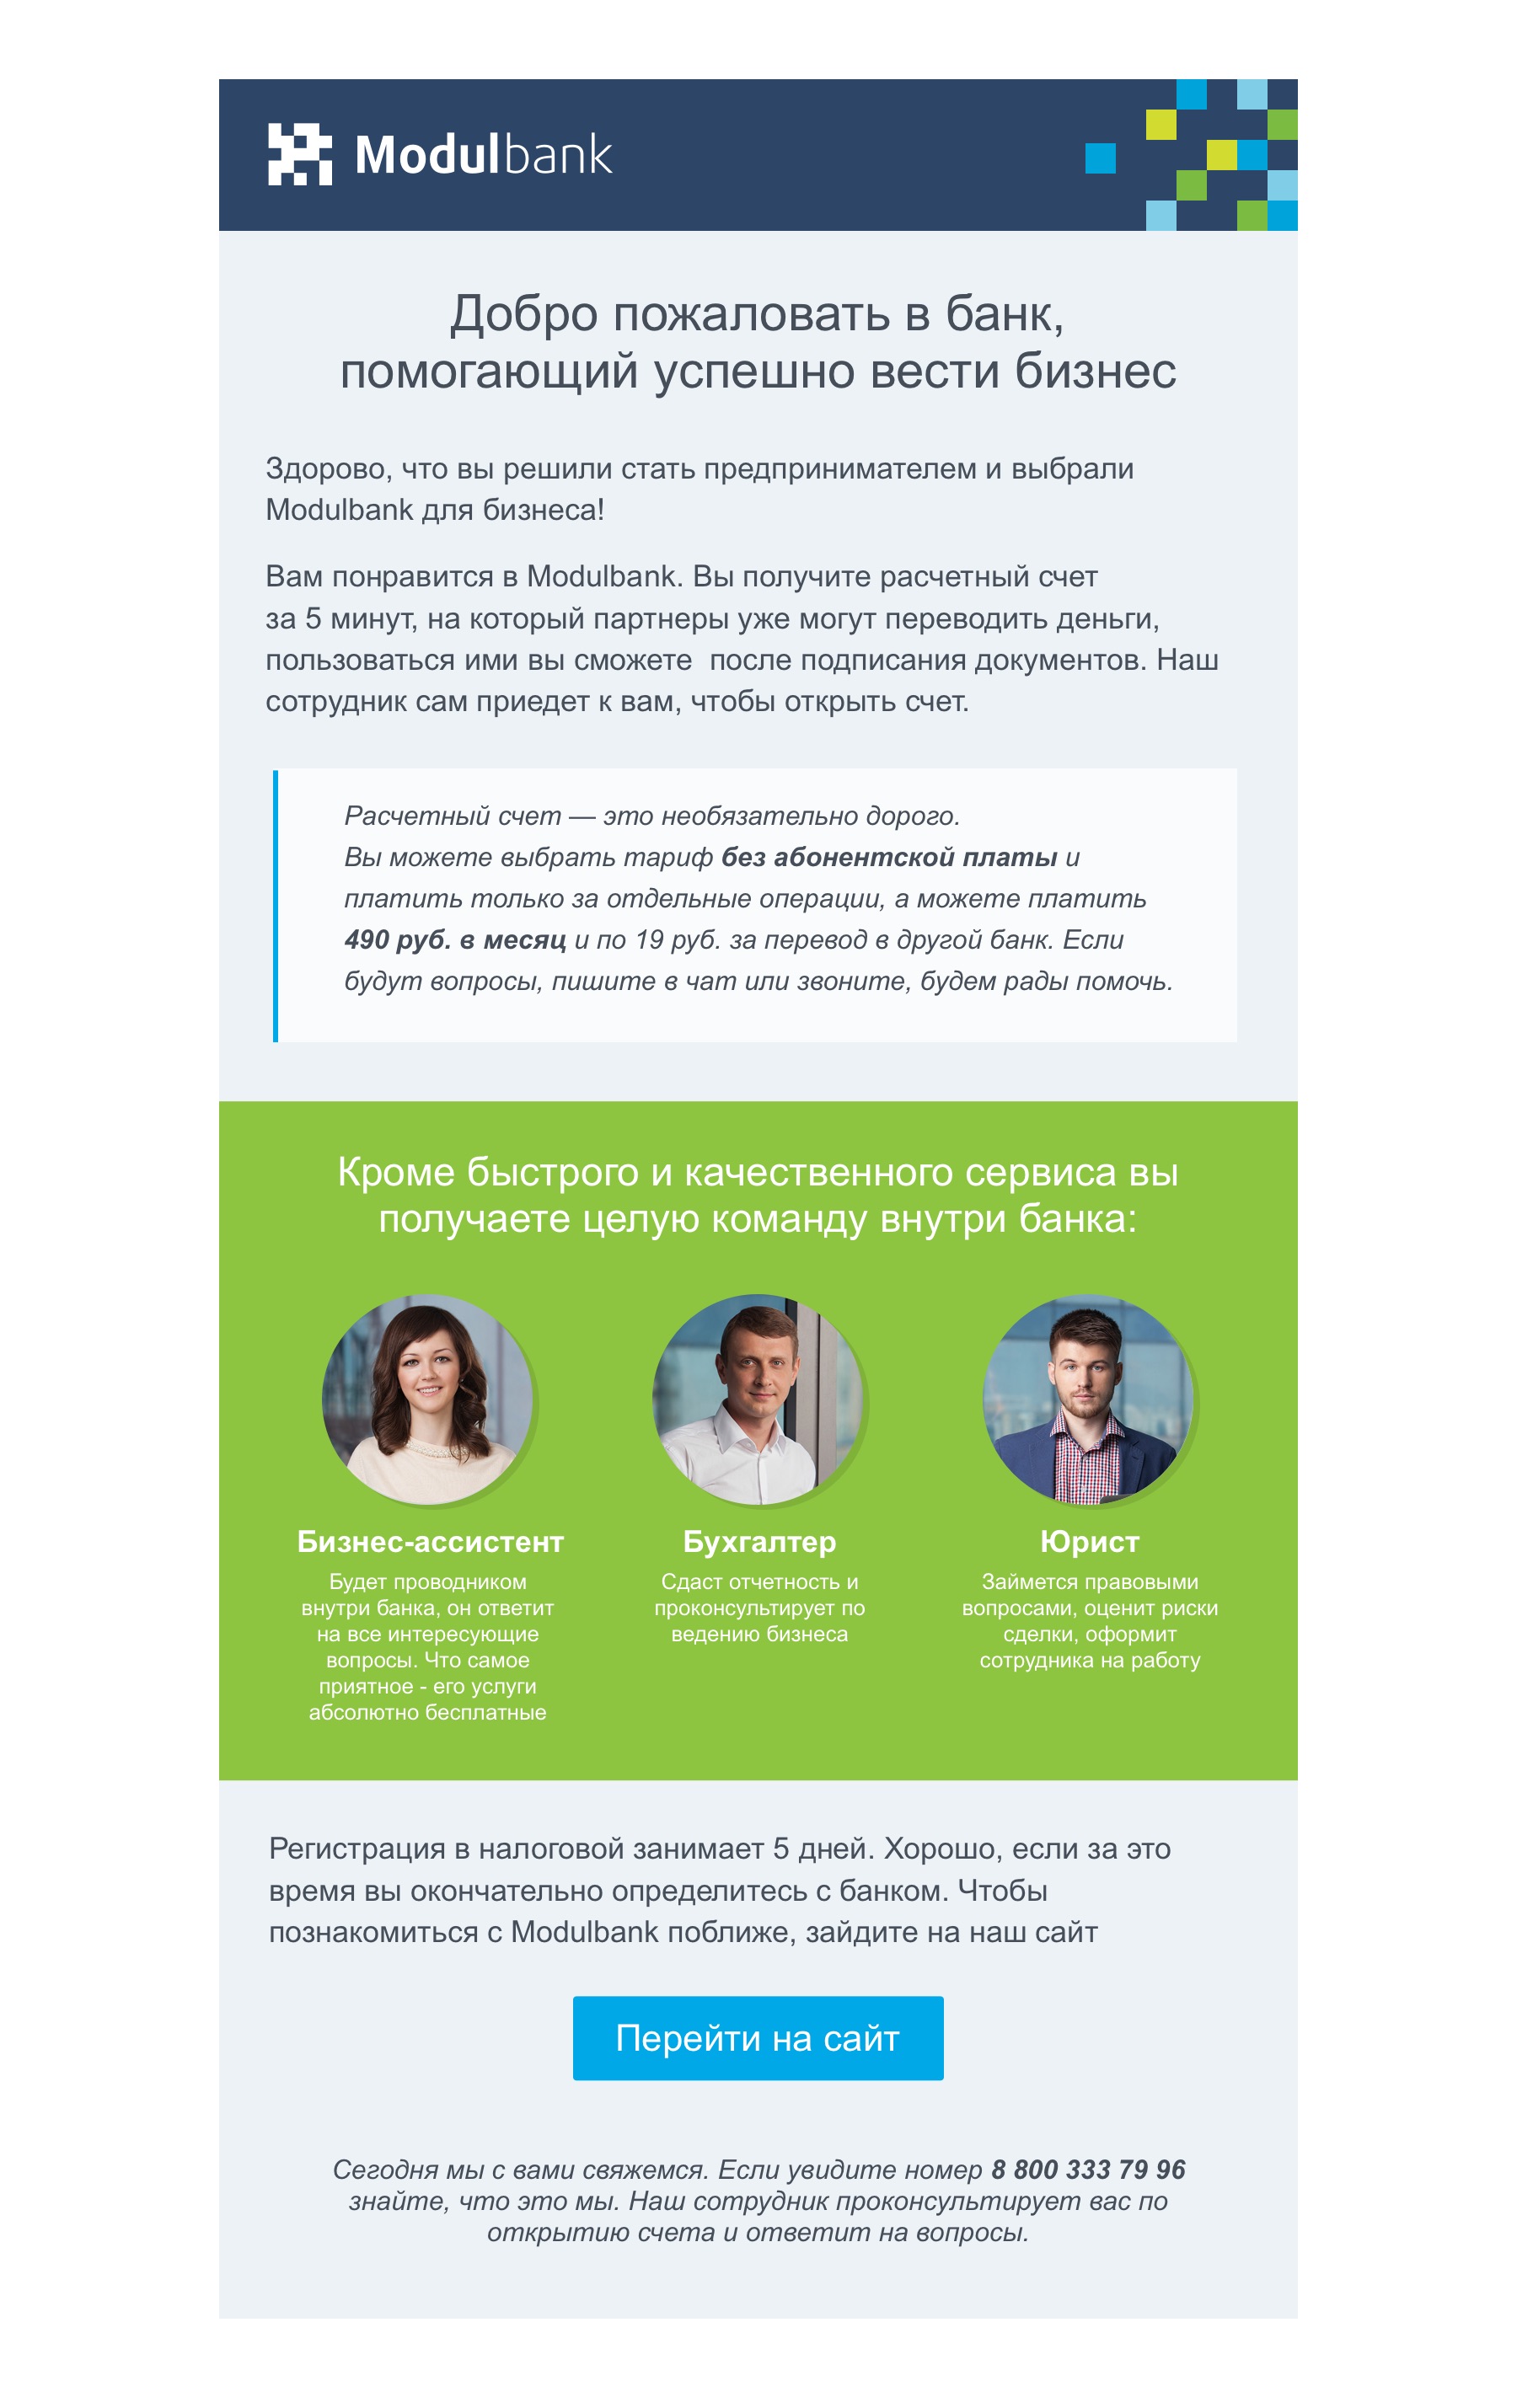 Modulbank
Добро пожаловать в банк,
помогающий успешно вести бизнес
Здорово, что вы решили стать предпринимателем и выбрали
Modulbank для бизнеса!
Вам понравится в Modulbank. Вы получите расчетный счет
за 5 минут, на который партнеры уже могут переводить деньги,
пользоваться ими вы сможете  после подписания документов. Наш
сотрудник сам приедет к вам, чтобы открыть счет.
Расчетный счет — это необязательно дорого.
Вы можете выбрать тариф без абонентской платы и
платить только за отдельные операции, а можете платить
490 руб. в месяц и по 19 руб. за перевод в другой банк. Если
будут вопросы, пишите в чат или звоните, будем рады помочь.
Кроме быстрого и качественного сервиса вы
получаете целую команду внутри банка:
Бизнес-ассистент
Будет проводником
внутри банка, он ответит
на все интересующие
вопросы. Что самое
приятное - его услуги
абсолютно бесплатные
Бухгалтер
Сдаст отчетность и
проконсультирует по
ведению бизнеса
Юрист
Займется правовыми
вопросами, оценит риски
сделки, оформит
сотрудника на работу
Регистрация в налоговой занимает 5 дней. Хорошо, если за это
время вы окончательно определитесь с банком. Чтобы
познакомиться с Modulbank поближе, зайдите на наш сайт
Перейти на сайт
Сегодня мы с вами свяжемся. Если увидите номер 8 800 333 79 96
знайте, что это мы. Наш сотрудник проконсультирует вас по
открытию счета и ответит на вопросы.